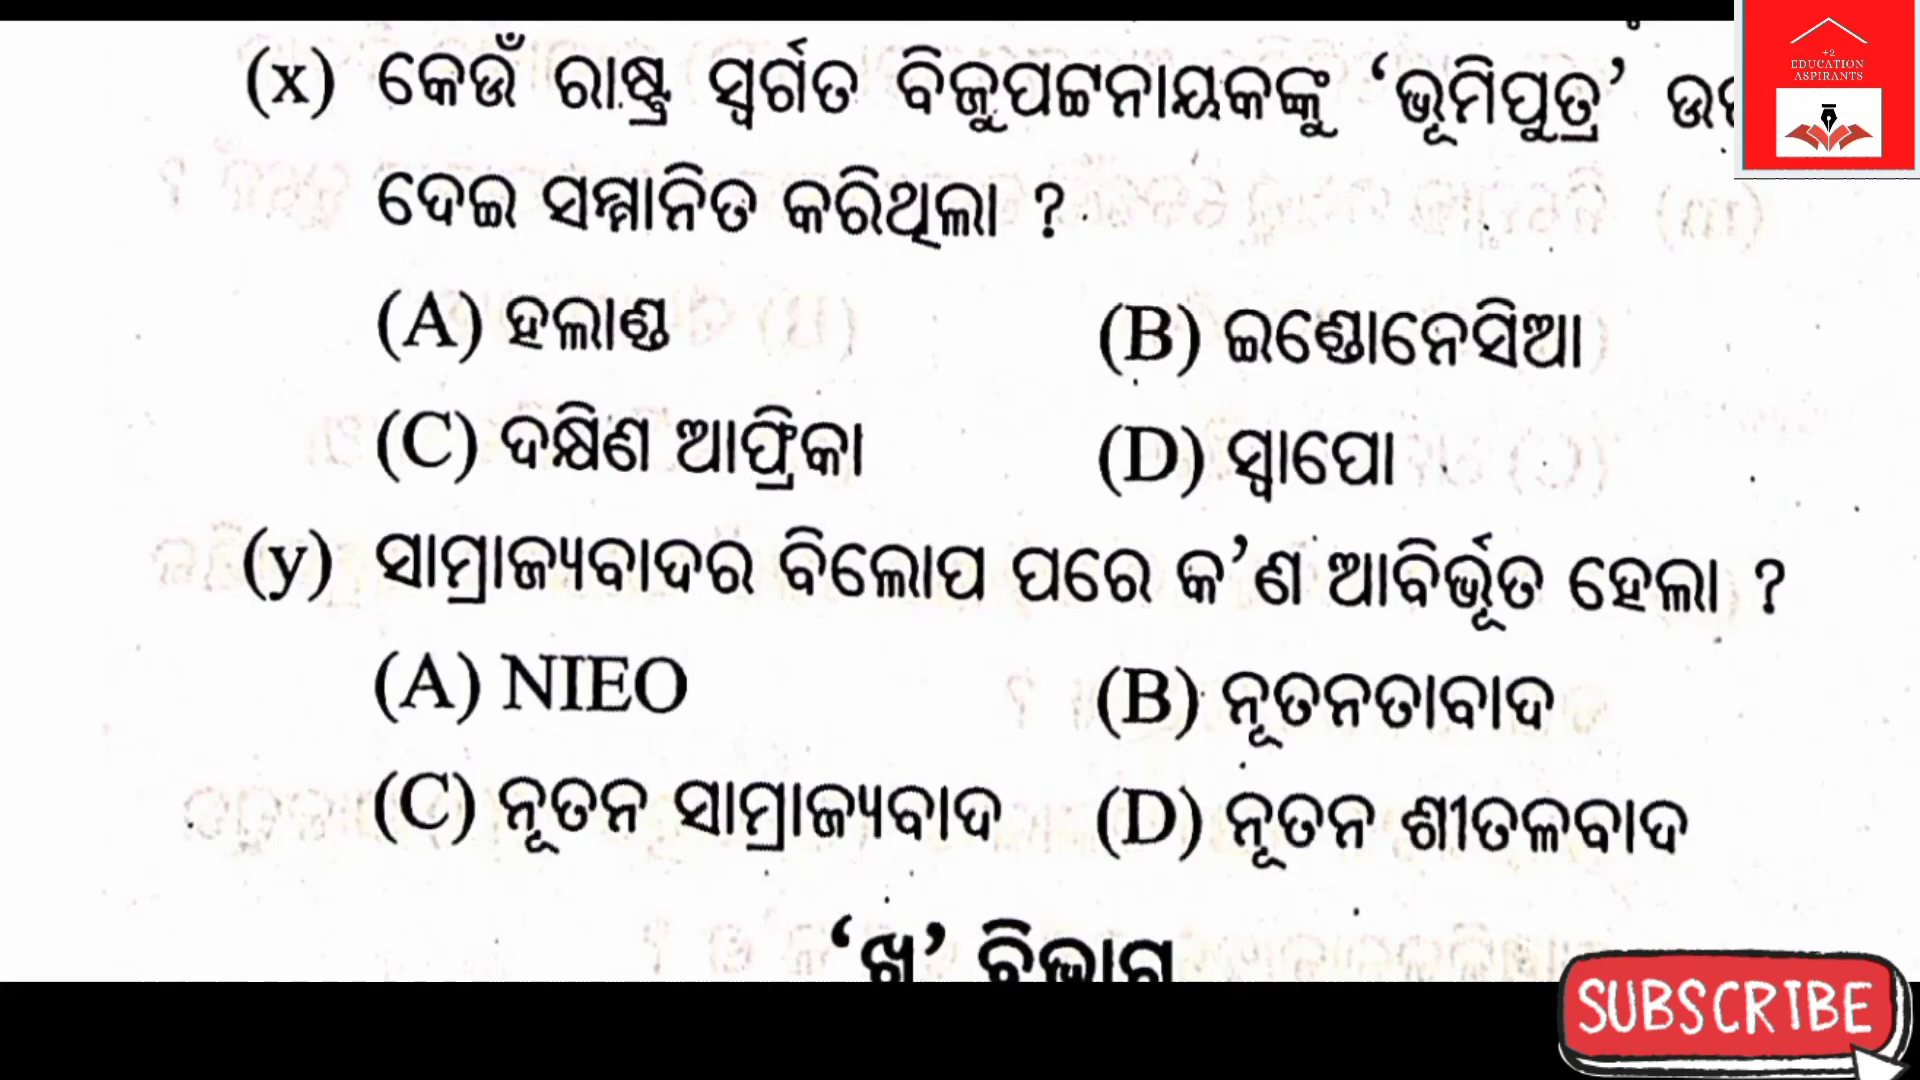 (x) କେଉଁ ରାଷ୍ଟ୍ର ସ୍ୱର୍ଗତ ବିଜୁପଟ୍ଟନାୟକଙ୍କୁ ‘ଭୂମିପୁତ୍ର’
ଦେଇ ସମ୍ମାନିତ କରିଥିଲା ?
(A) ହଲାଣ୍ଡ (B) ଇଣ୍ଡୋନେସିଆ
(C) ଦକ୍ଷିଣ ଆଫ୍ରିକା (D) ସ୍ୱାପୋ
(y) ସାମ୍ରାଜ୍ୟବାଦର ବିଲୋପ ପରେ କ’ଣ ଆବିର୍ଭୂତ ହେଲା ?
(A) NIEO (B) ନୂତନତାବାଦ
(C) ନୂତନ ସାମ୍ରାଜ୍ୟବାଦ (D) ନୂତନ ଶୀତଳବାଦ
‘ଖ’ ବିଭାଗ
+2
EDUCATION
ASPIRANTS
SUBSCRIBE